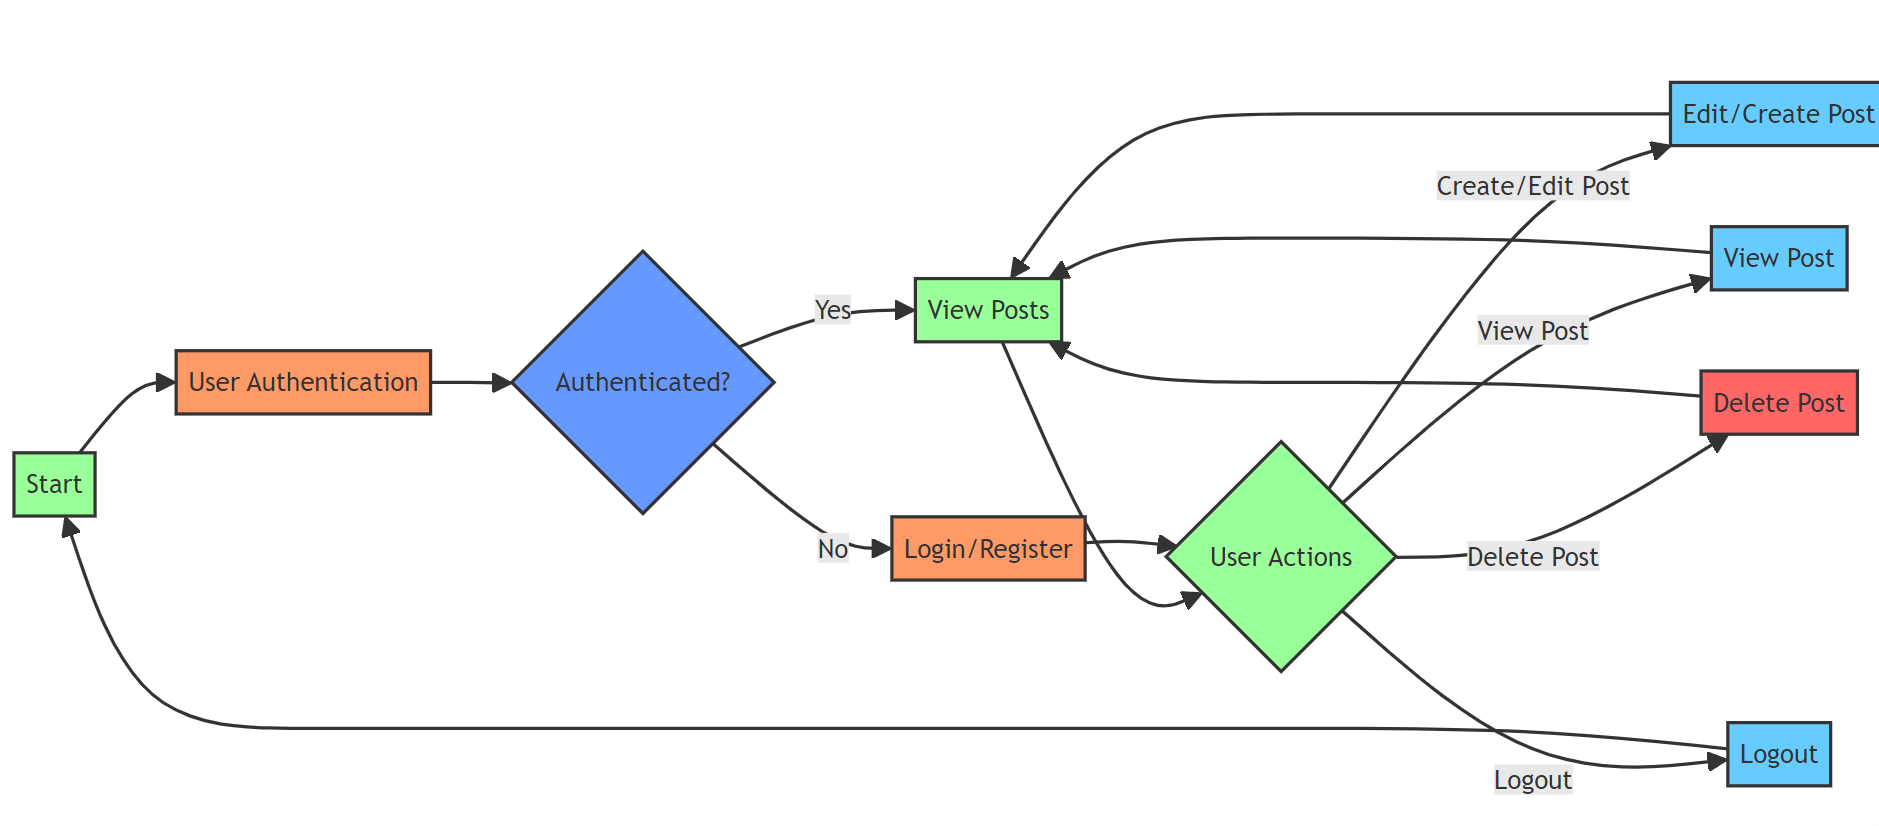 Edit/Create Post
Create/Edit Post
View Post
View Post
Yes
View Posts
User Authentication
Authenticated?
Delete Post
Start
No
Login/Register
User Actions
Delete Post
Logout
Logout